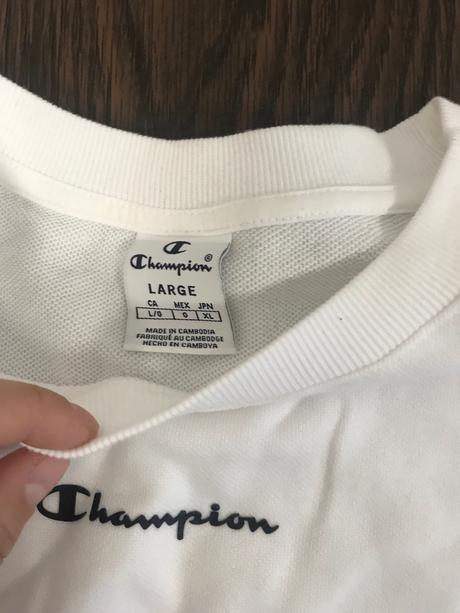 Champion®
LARGE
CA MEX JPN
L/G G XL
MADE IN CAMBODIA
FABRIQUÉ AU CAMBODGE
HECHO EN CAMBOYA
Champion